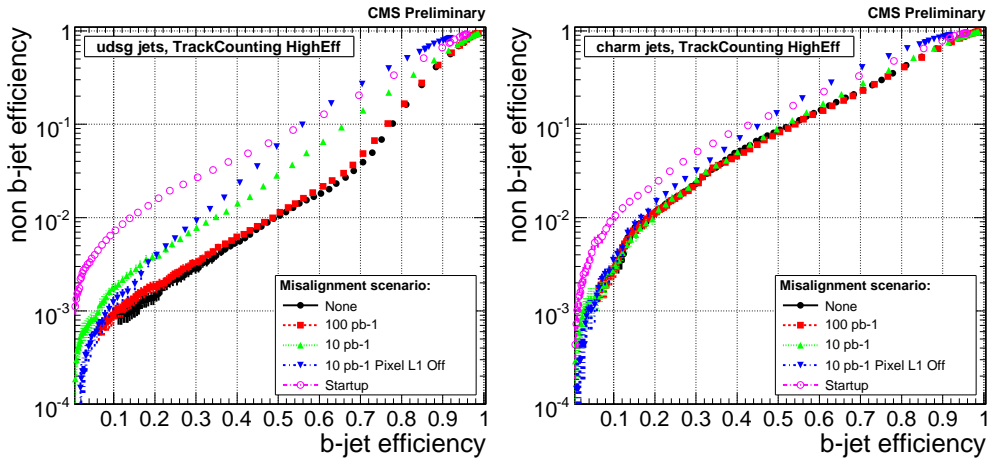 CMS Preliminary
udsg jets, TrackCounting HighEff
non b-jet efficiency
1
10^-1
10^-2
10^-3
10^-4
Misalignment scenario:
None
100 pb-1
10 pb-1
10 pb-1 Pixel L1 Off
Startup
0.1 0.2 0.3 0.4 0.5 0.6 0.7 0.8 0.9 1
b-jet efficiency
CMS Preliminary
charm jets, TrackCounting HighEff
non b-jet efficiency
1
10^-1
10^-2
10^-3
10^-4
Misalignment scenario:
None
100 pb-1
10 pb-1
10 pb-1 Pixel L1 Off
Startup
0.1 0.2 0.3 0.4 0.5 0.6 0.7 0.8 0.9 1
b-jet efficiency